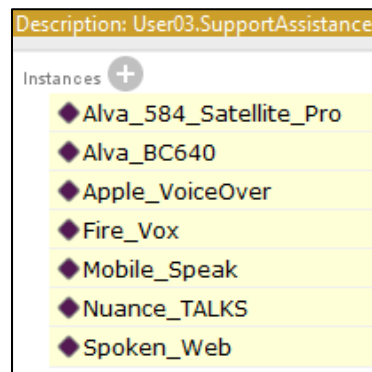 Description: User03.SupportAssistance
Instances
Alva_584_Satellite_Pro
Alva_BC640
Apple_VoiceOver
Fire_Vox
Mobile_Speak
Nuance_TALKS
Spoken_Web